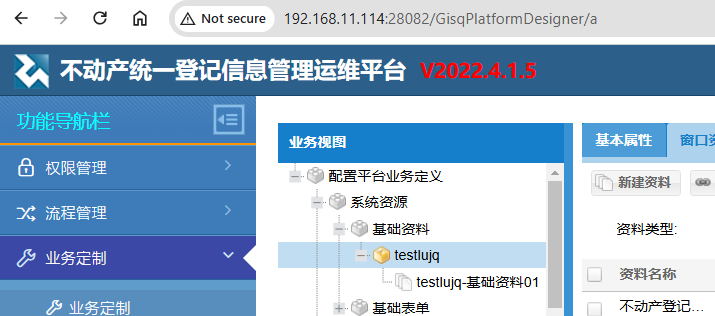 Not secure 192.168.11.114:28082/GisqPlatformDesigner/a
不动产统一登记信息管理运维平台 V2022.4.1.5
功能导航栏
权限管理
流程管理
业务定制
业务定制
业务视图
配置平台业务定义
系统资源
基础资料
testlujq
testlujq-基础资料01
基础表单
基本属性
窗口资
新建资料
资料类型:
资料名称
不动产登记...